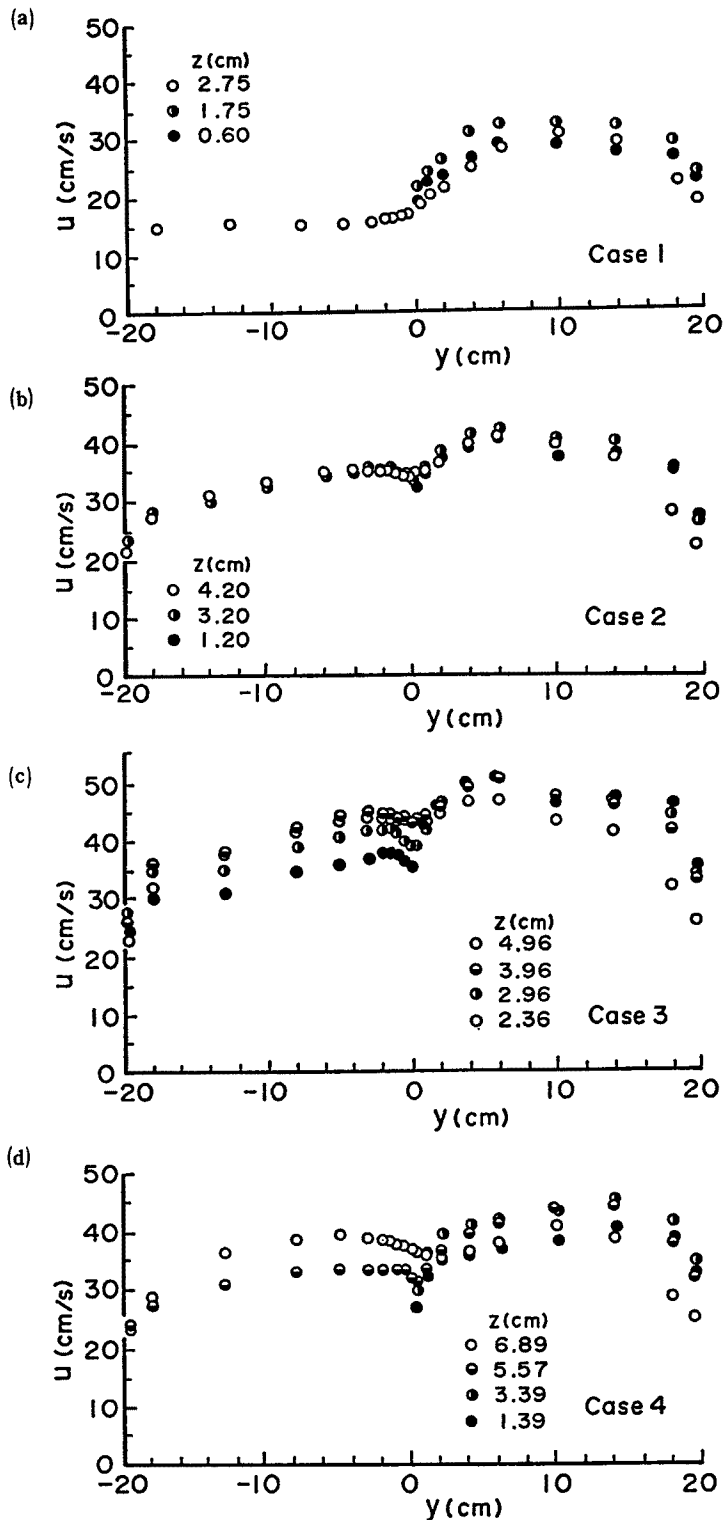 (a)
50
40
30
20
10
0
u (cm/s)
z(cm)
2.75
1.75
0.60
Case 1
-20
-10
0
10
20
y (cm)
(b)
50
40
30
20
10
0
u (cm/s)
z(cm)
4.20
3.20
1.20
Case 2
-20
-10
0
10
20
y (cm)
(c)
50
40
30
20
10
0
u (cm/s)
z(cm)
4.96
3.96
2.96
2.36
Case 3
-20
-10
0
10
20
y (cm)
(d)
50
40
30
20
10
0
u (cm/s)
z(cm)
6.89
5.57
3.39
1.39
Case 4
-20
-10
0
10
20
y (cm)